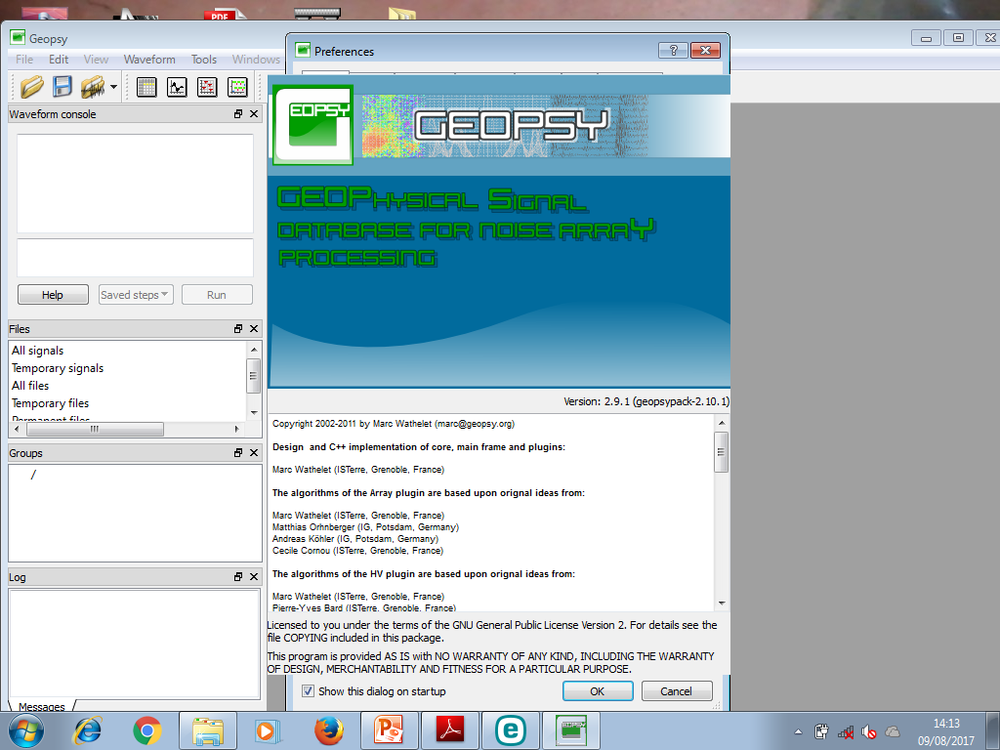 PDF
Geopsy
File Edit View Waveform Tools Windows
Preferences
Waveform console
Help Saved steps Run
Files
All signals
Temporary signals
All files
Temporary files
Permanent files
Groups
/
Log
Messages
GEOPSY
GEOPSY
GEOPhysical Signal
database for noise arraY
processing
Version: 2.9.1 (geopsypack-2.10.1)
Copyright 2002-2011 by Marc Wathelet (marc@geopsy.org)
Design and C++ implementation of core, main frame and plugins:
Marc Wathelet (ISTerre, Grenoble, France)
The algorithms of the Array plugin are based upon orignal ideas from:
Marc Wathelet (ISTerre, Grenoble, France)
Matthias Orhnberger (IG, Potsdam, Germany)
Andreas Köhler (IG, Potsdam, Germany)
Cecile Cornou (ISTerre, Grenoble, France)
The algorithms of the HV plugin are based upon orignal ideas from:
Marc Wathelet (ISTerre, Grenoble, France)
Pierre-Yves Bard (ISTerre, Grenoble, France)
Licensed to you under the terms of the GNU General Public License Version 2. For details see the
file COPYING included in this package.
This program is provided AS IS with NO WARRANTY OF ANY KIND, INCLUDING THE WARRANTY
OF DESIGN, MERCHANTABILITY AND FITNESS FOR A PARTICULAR PURPOSE.
Show this dialog on startup
OK Cancel
14:13
09/08/2017